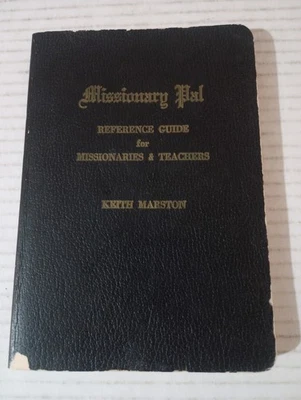 Missionary Pal
REFERENCE GUIDE
for
MISSIONARIES & TEACHERS
KEITH MARSTON